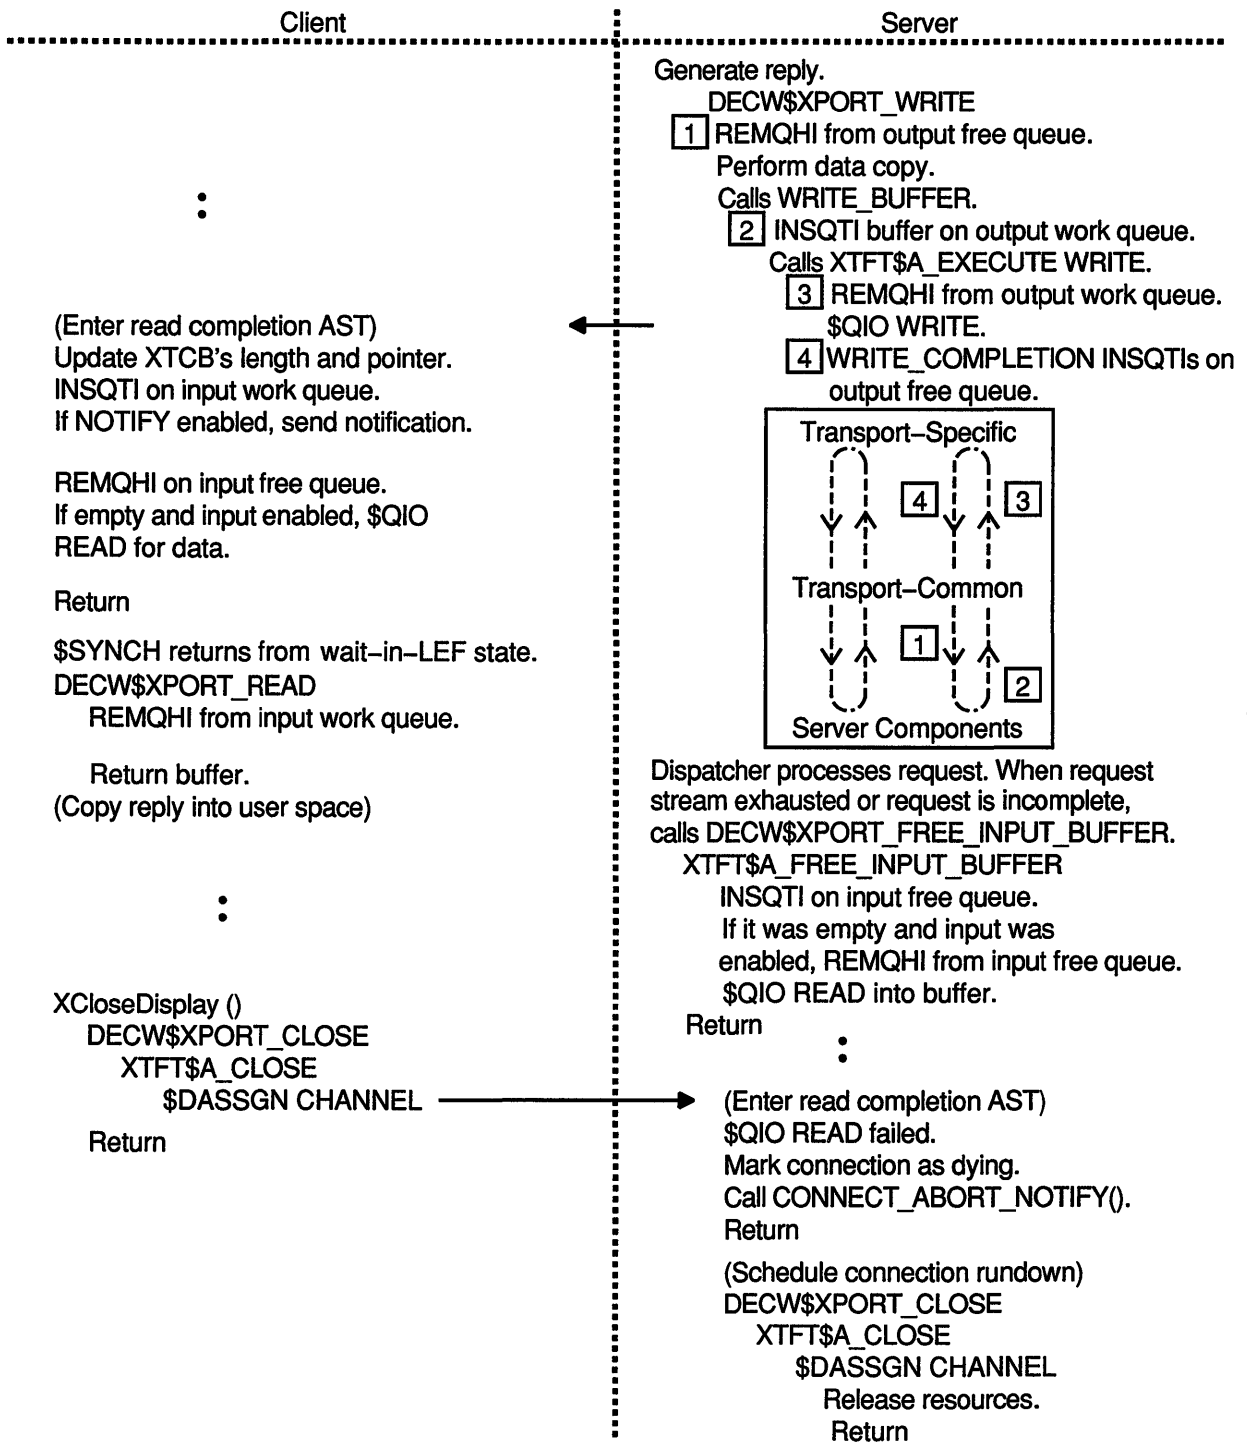 Client
Server
Generate reply.
DECW$XPORT_WRITE
1 REMQHI from output free queue.
Perform data copy.
Calls WRITE_BUFFER.
2 INSQTI buffer on output work queue.
Calls XTFT$A_EXECUTE WRITE.
3 REMQHI from output work queue.
$QIO WRITE.
4 WRITE_COMPLETION INSQTIs on
output free queue.
(Enter read completion AST)
Update XTCB's length and pointer.
INSQTI on input work queue.
If NOTIFY enabled, send notification.
REMQHI on input free queue.
If empty and input enabled, $QIO
READ for data.
Return
$SYNCH returns from wait–in–LEF state.
DECW$XPORT_READ
REMQHI from input work queue.
Return buffer.
(Copy reply into user space)
Transport–Specific
4
3
Transport–Common
1
2
Server Components
Dispatcher processes request. When request
stream exhausted or request is incomplete,
calls DECW$XPORT_FREE_INPUT_BUFFER.
XTFT$A_FREE_INPUT_BUFFER
INSQTI on input free queue.
If it was empty and input was
enabled, REMQHI from input free queue.
$QIO READ into buffer.
Return
XCloseDisplay ()
DECW$XPORT_CLOSE
XTFT$A_CLOSE
$DASSGN CHANNEL
Return
(Enter read completion AST)
$QIO READ failed.
Mark connection as dying.
Call CONNECT_ABORT_NOTIFY().
Return
(Schedule connection rundown)
DECW$XPORT_CLOSE
XTFT$A_CLOSE
$DASSGN CHANNEL
Release resources.
Return